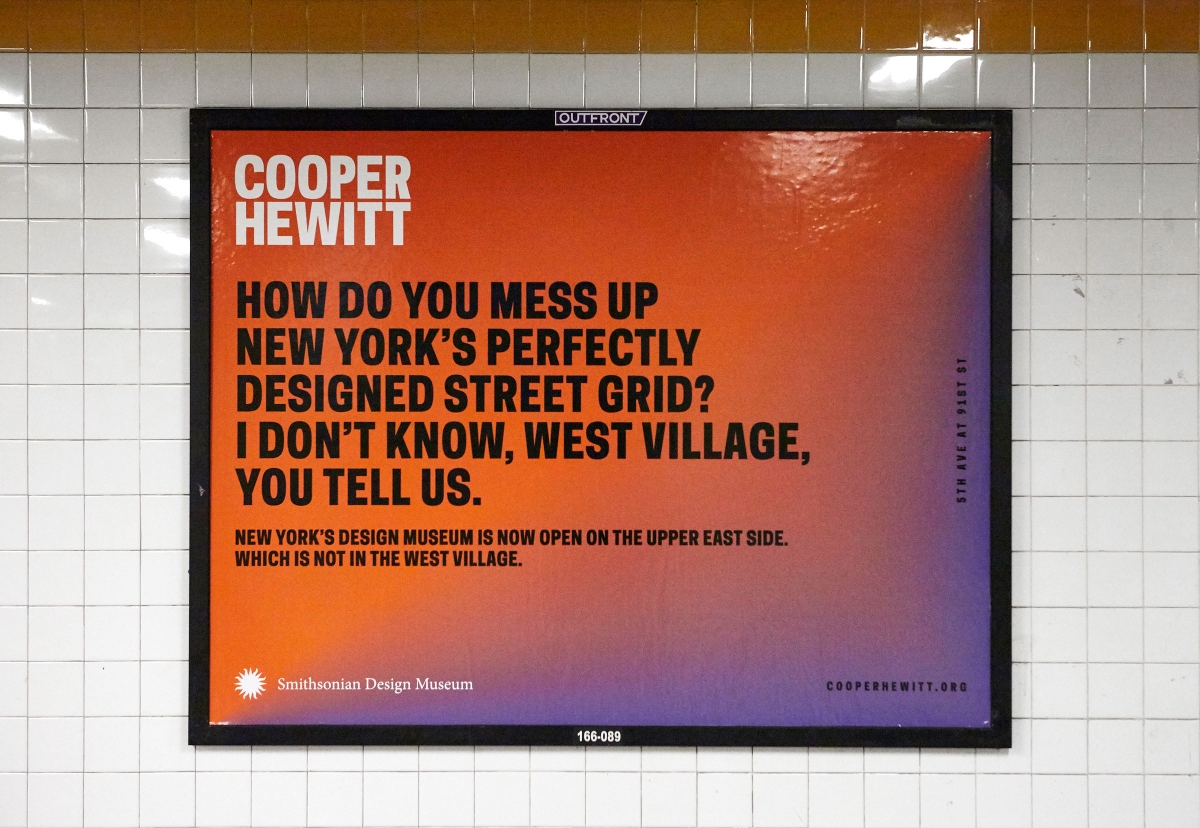 OUTFRONT
COOPER
HEWITT
HOW DO YOU MESS UP
NEW YORK'S PERFECTLY
DESIGNED STREET GRID?
I DON'T KNOW, WEST VILLAGE,
YOU TELL US.
NEW YORK'S DESIGN MUSEUM IS NOW OPEN ON THE UPPER EAST SIDE.
WHICH IS NOT IN THE WEST VILLAGE.
5TH AVE AT 91ST ST
Smithsonian Design Museum
COOPERHEWITT.ORG
166-089